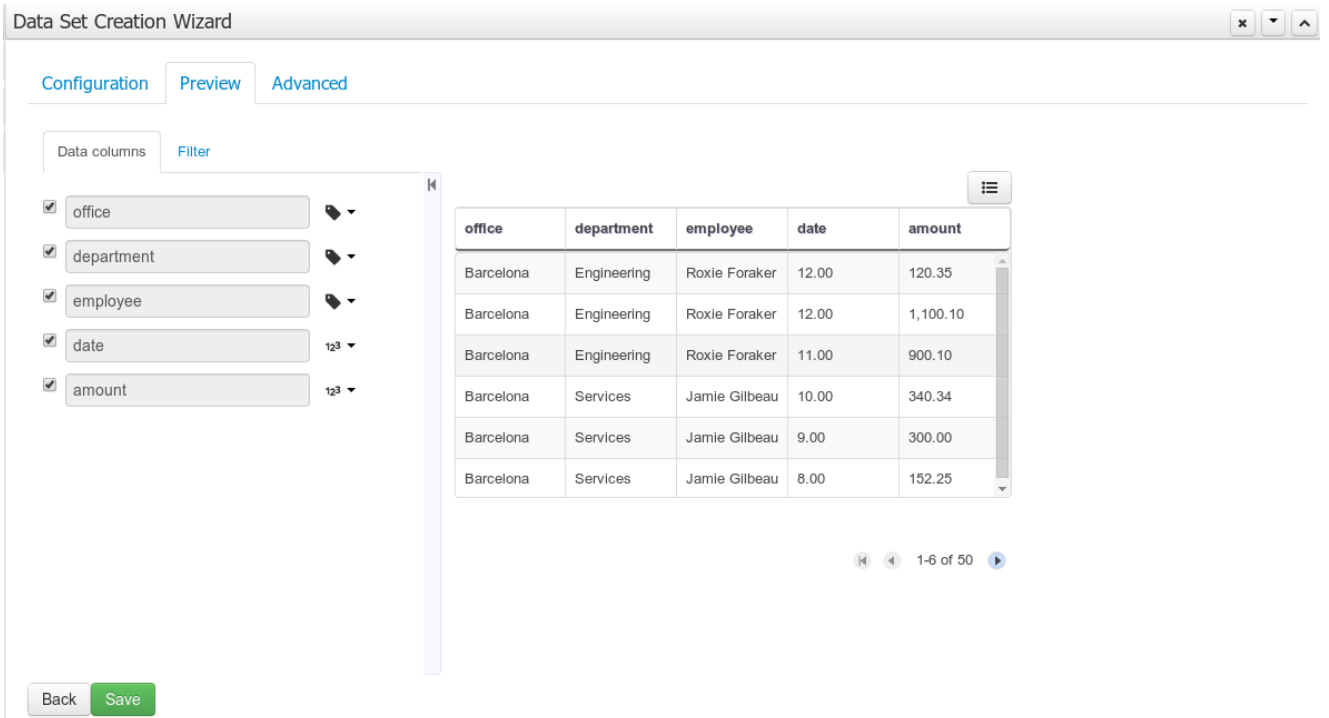 Data Set Creation Wizard
Configuration Preview Advanced
Data columns Filter
office
department
employee
date 123
amount 123
office department employee date amount
Barcelona Engineering Roxie Foraker 12.00 120.35
Barcelona Engineering Roxie Foraker 12.00 1,100.10
Barcelona Engineering Roxie Foraker 11.00 900.10
Barcelona Services Jamie Gilbeau 10.00 340.34
Barcelona Services Jamie Gilbeau 9.00 300.00
Barcelona Services Jamie Gilbeau 8.00 152.25
1-6 of 50
Back Save